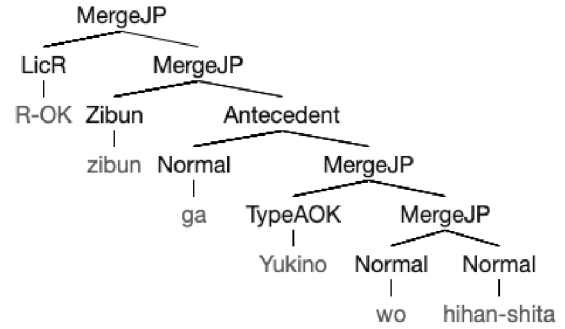 MergeJP
LicR MergeJP
R-OK Zibun Antecedent
zibun Normal MergeJP
ga TypeAOK MergeJP
Yukino Normal Normal
wo hihan-shita